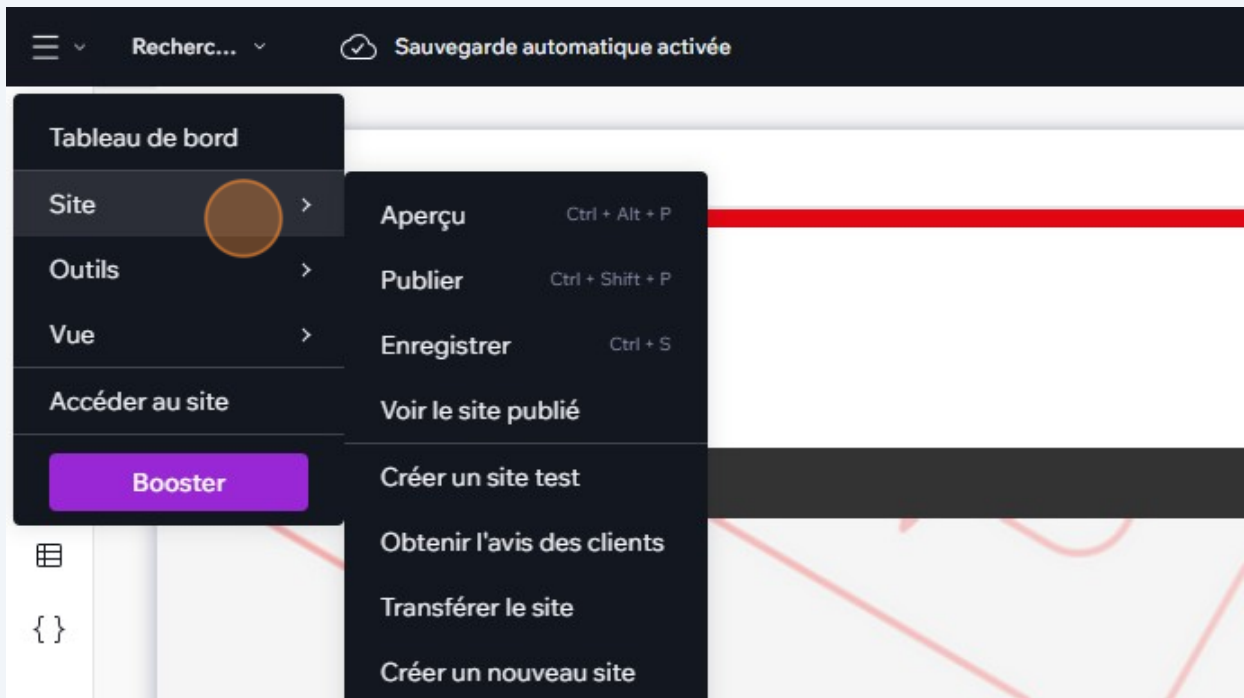 Recherc...
Sauvegarde automatique activée
Tableau de bord
Site
Outils
Vue
Accéder au site
Booster
Aperçu Ctrl + Alt + P
Publier Ctrl + Shift + P
Enregistrer Ctrl + S
Voir le site publié
Créer un site test
Obtenir l'avis des clients
Transférer le site
Créer un nouveau site
{ }